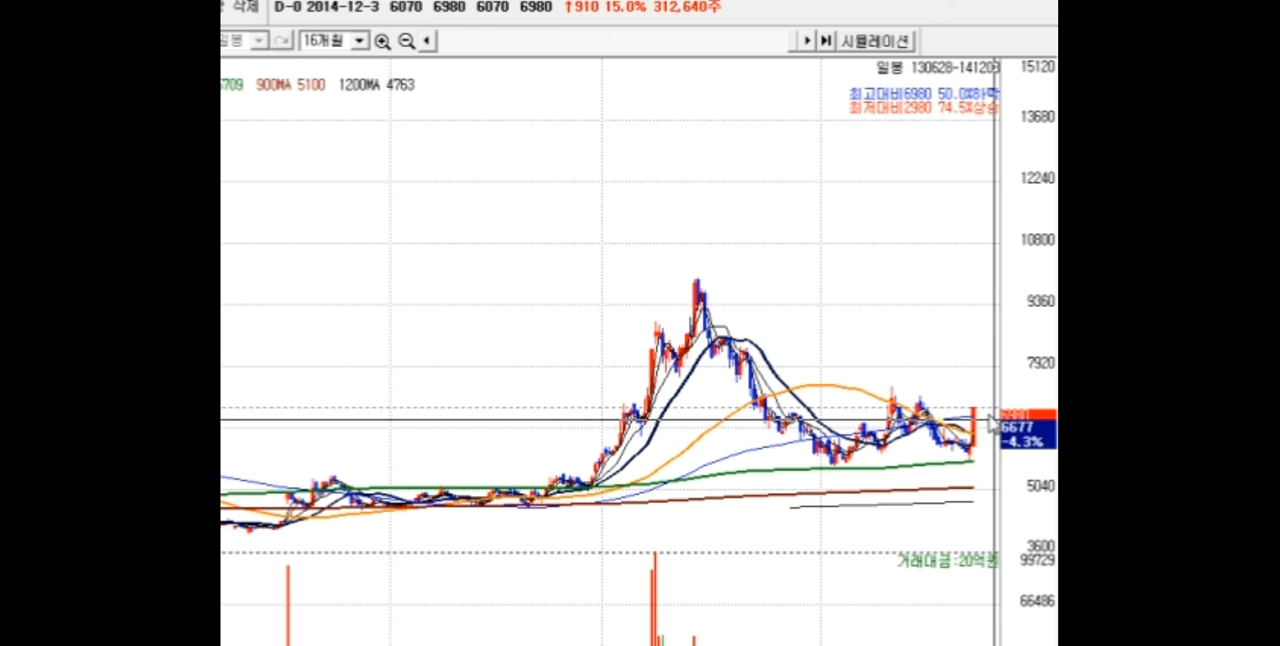 삭제 D-0 2014-12-3 6070 6980 6070 6980 ↑910 15.0% 312,640주
일봉 16개월 시뮬레이션
일봉 130628-141203 15120
5709 900MA 5100 1200MA 4763
최고대비6980 50.0%하락
최저대비2980 74.5%상승
13680
12240
10800
9360
7920
6980
6677
-4.3%
5040
3600
거래대금:20억원 99729
66486